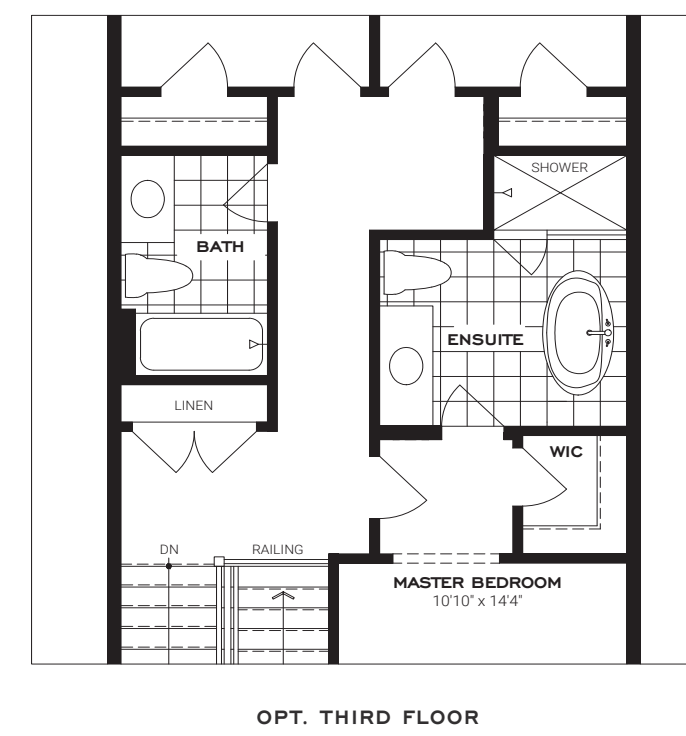 SHOWER
BATH
ENSUITE
LINEN
WIC
DN
RAILING
MASTER BEDROOM
10'10" x 14'4"
OPT. THIRD FLOOR